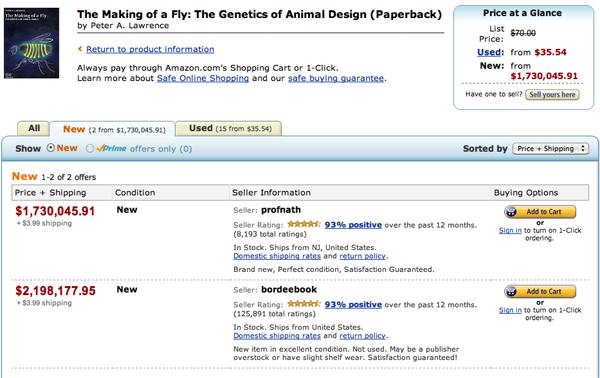 The Making of a Fly: The Genetics of Animal Design (Paperback)
by Peter A. Lawrence
‹ Return to product information
Always pay through Amazon.com's Shopping Cart or 1-Click.
Learn more about Safe Online Shopping and our safe buying guarantee.
Price at a Glance
List Price: $70.00
Used: from $35.54
New: from $1,730,045.91
Have one to sell? Sell yours here
All New (2 from $1,730,045.91) Used (15 from $35.54)
Show New Prime offers only (0) Sorted by Price + Shipping
New 1-2 of 2 offers
Price + Shipping Condition Seller Information Buying Options
$1,730,045.91
+ $3.99 shipping
New
Seller: profnath
Seller Rating: 93% positive over the past 12 months.
(8,193 total ratings)
In Stock. Ships from NJ, United States.
Domestic shipping rates and return policy.
Brand new, Perfect condition, Satisfaction Guaranteed.
Add to Cart
or
Sign in to turn on 1-Click
ordering.
$2,198,177.95
+ $3.99 shipping
New
Seller: bordeebook
Seller Rating: 93% positive over the past 12 months.
(125,891 total ratings)
In Stock. Ships from United States.
Domestic shipping rates and return policy.
New item in excellent condition. Not used. May be a publisher
overstock or have slight shelf wear. Satisfaction guaranteed!
Add to Cart
or
Sign in to turn on 1-Click
ordering.